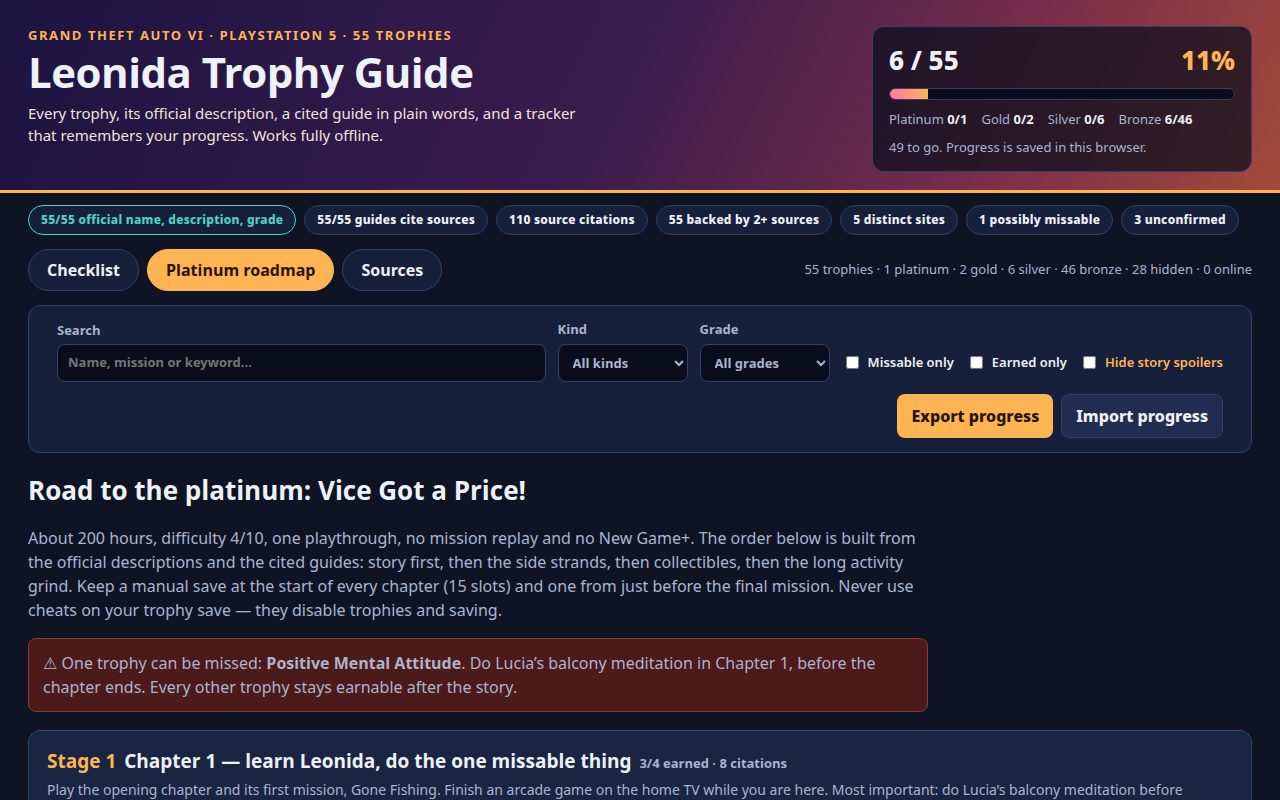 GRAND THEFT AUTO VI · PLAYSTATION 5 · 55 TROPHIES
Leonida Trophy Guide
Every trophy, its official description, a cited guide in plain words, and a tracker
that remembers your progress. Works fully offline.
6 / 55 11%
Platinum 0/1 Gold 0/2 Silver 0/6 Bronze 6/46
49 to go. Progress is saved in this browser.
55/55 official name, description, grade 55/55 guides cite sources 110 source citations 55 backed by 2+ sources 5 distinct sites 1 possibly missable 3 unconfirmed
Checklist Platinum roadmap Sources 55 trophies · 1 platinum · 2 gold · 6 silver · 46 bronze · 28 hidden · 0 online
Search Kind Grade
Name, mission or keyword... All kinds All grades Missable only Earned only Hide story spoilers
Export progress Import progress
Road to the platinum: Vice Got a Price!
About 200 hours, difficulty 4/10, one playthrough, no mission replay and no New Game+. The order below is built from
the official descriptions and the cited guides: story first, then the side strands, then collectibles, then the long activity
grind. Keep a manual save at the start of every chapter (15 slots) and one from just before the final mission. Never use
cheats on your trophy save — they disable trophies and saving.
⚠ One trophy can be missed: Positive Mental Attitude. Do Lucia’s balcony meditation in Chapter 1, before the
chapter ends. Every other trophy stays earnable after the story.
Stage 1 Chapter 1 — learn Leonida, do the one missable thing 3/4 earned · 8 citations
Play the opening chapter and its first mission, Gone Fishing. Finish an arcade game on the home TV while you are here. Most important: do Lucia’s balcony meditation before